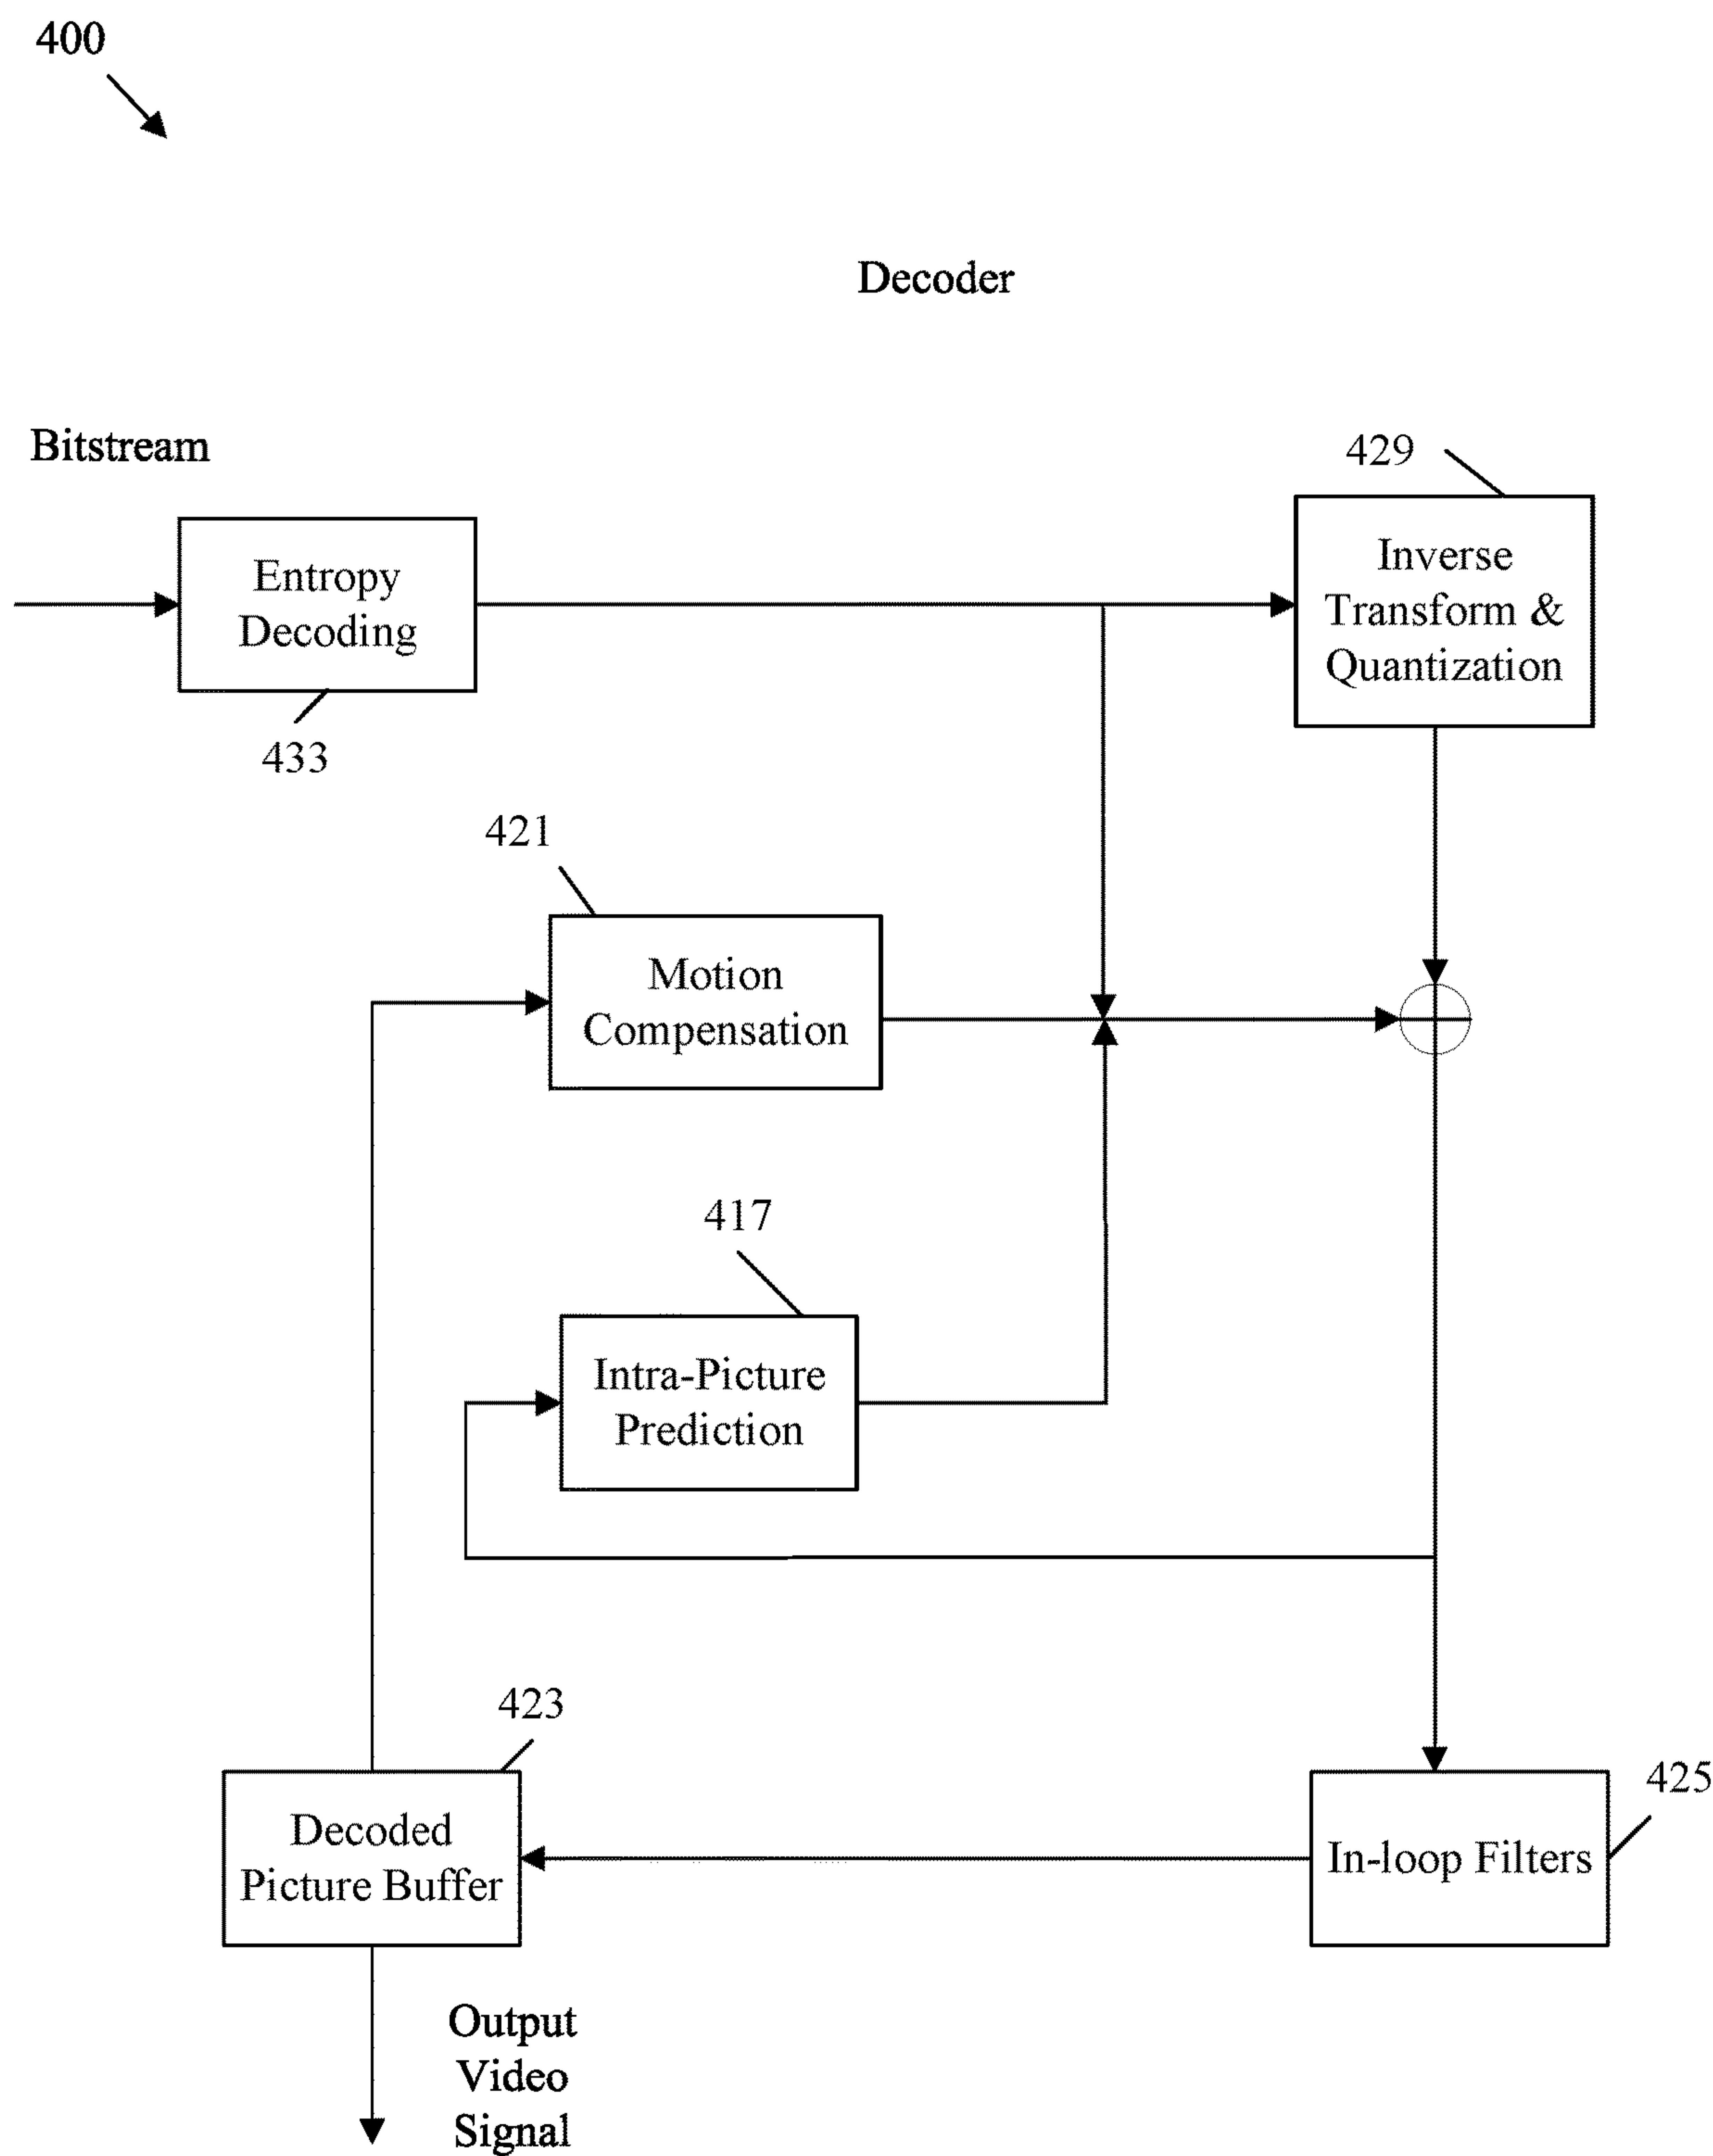 400
Decoder
Bitstream
429
Entropy
Decoding
Inverse
Transform &
Quantization
433
421
Motion
Compensation
417
Intra-Picture
Prediction
423
425
Decoded
Picture Buffer
In-loop Filters
Output
Video
Signal